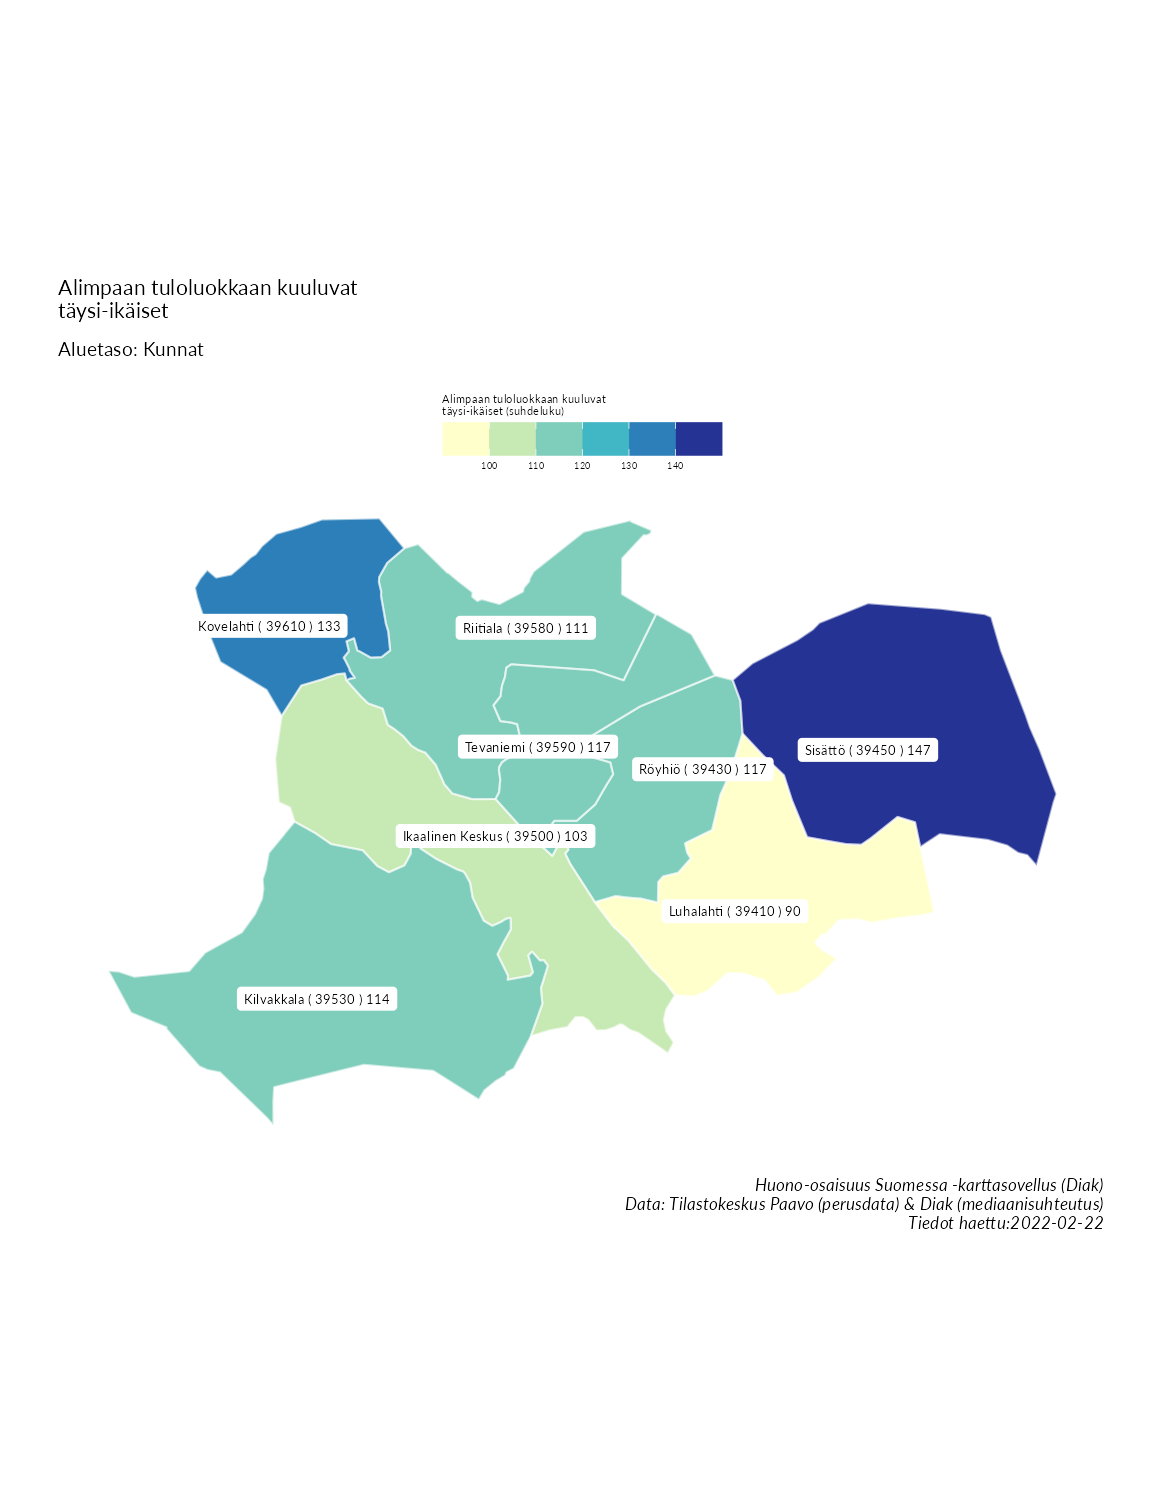 Alimpaan tuloluokkaan kuuluvat
täysi-ikäiset
Aluetaso: Kunnat
Alimpaan tuloluokkaan kuuluvat
täysi-ikäiset (suhdeluku)
100 110 120 130 140
Kovelahti ( 39610 ) 133
Riitiala ( 39580 ) 111
Tevaniemi ( 39590 ) 117
Sisättö ( 39450 ) 147
Röyhiö ( 39430 ) 117
Ikaalinen Keskus ( 39500 ) 103
Luhalahti ( 39410 ) 90
Kilvakkala ( 39530 ) 114
Huono-osaisuus Suomessa -karttasovellus (Diak)
Data: Tilastokeskus Paavo (perusdata) & Diak (mediaanisuhteutus)
Tiedot haettu:2022-02-22